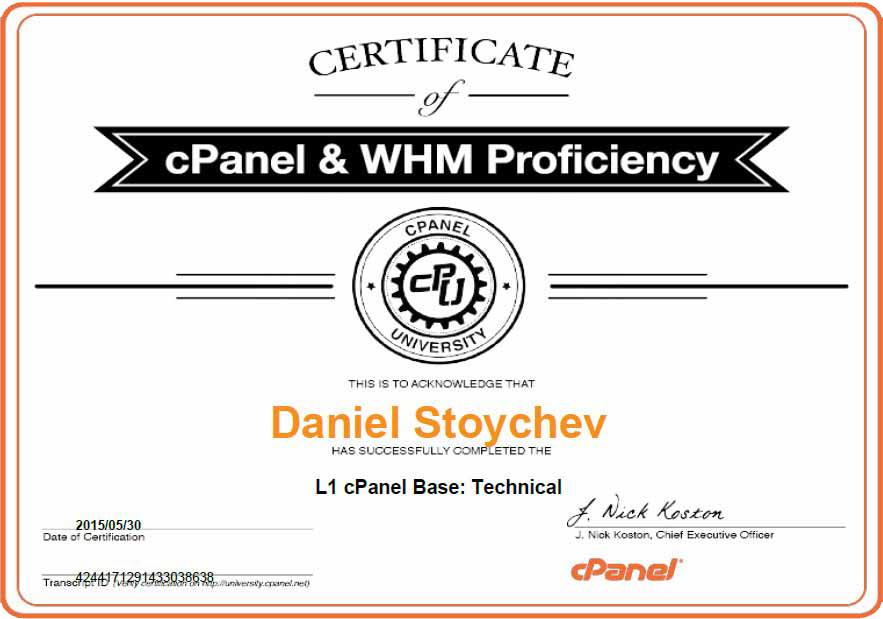 CERTIFICATE
of
cPanel & WHM Proficiency
CPANEL
CPU
UNIVERSITY
THIS IS TO ACKNOWLEDGE THAT
Daniel Stoychev
HAS SUCCESSFULLY COMPLETED THE
L1 cPanel Base: Technical
2015/05/30
Date of Certification
J. Nick Koston
J. Nick Koston, Chief Executive Officer
4244171291433038638
Transcript ID (Verify certification on http://university.cpanel.net)
cPanel®